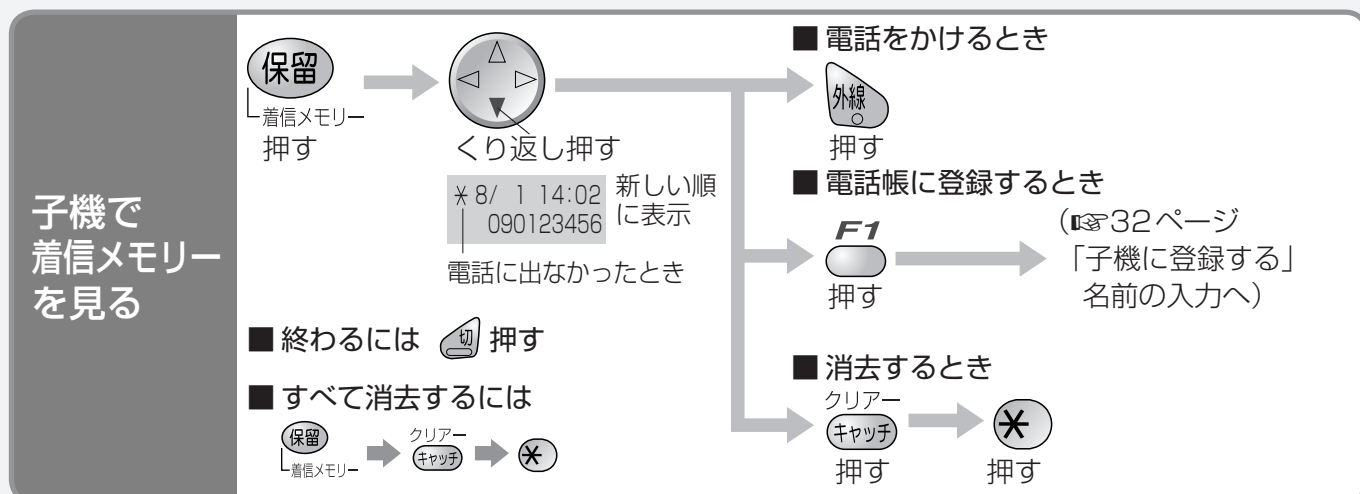 子機で
着信メモリー
を見る
保留
着信メモリー
押す
くり返し押す
＊8/ 1 14:02
090123456
新しい順
に表示
電話に出なかったとき
■ 終わるには 切 押す
■ すべて消去するには
保留
着信メモリー
クリアー
キャッチ
＊
■ 電話をかけるとき
外線
押す
■ 電話帳に登録するとき
F1
押す
（☞32ページ
「子機に登録する」
名前の入力へ）
■ 消去するとき
クリアー
キャッチ
押す
＊
押す